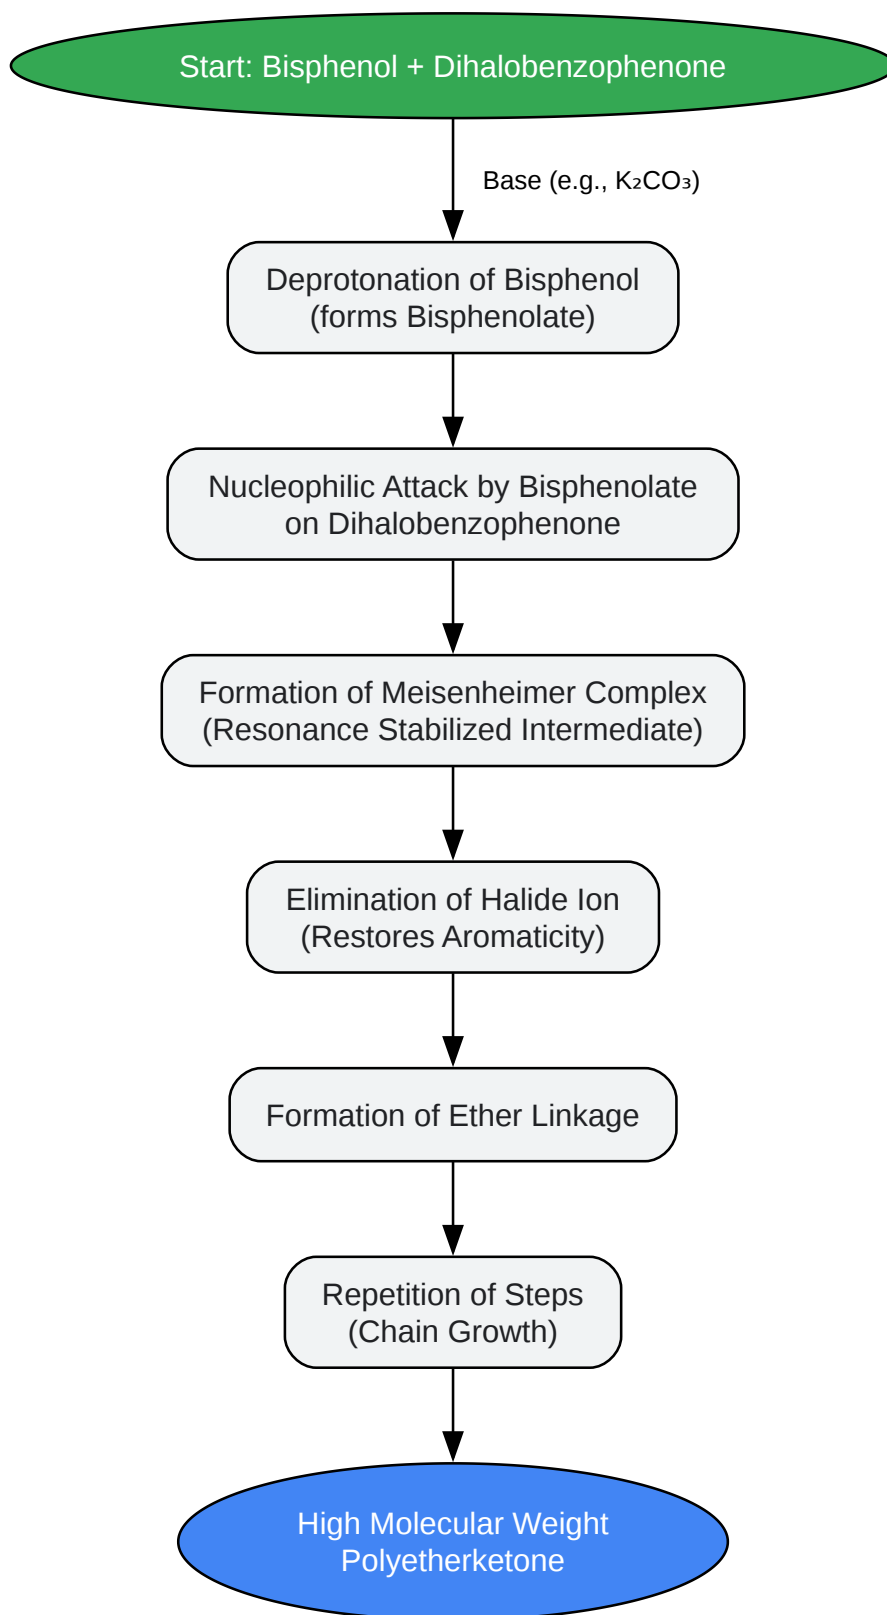 Start: Bisphenol + Dihalobenzophenone
Base (e.g., K₂CO₃)
Deprotonation of Bisphenol
(forms Bisphenolate)
Nucleophilic Attack by Bisphenolate
on Dihalobenzophenone
Formation of Meisenheimer Complex
(Resonance Stabilized Intermediate)
Elimination of Halide Ion
(Restores Aromaticity)
Formation of Ether Linkage
Repetition of Steps
(Chain Growth)
High Molecular Weight
Polyetherketone